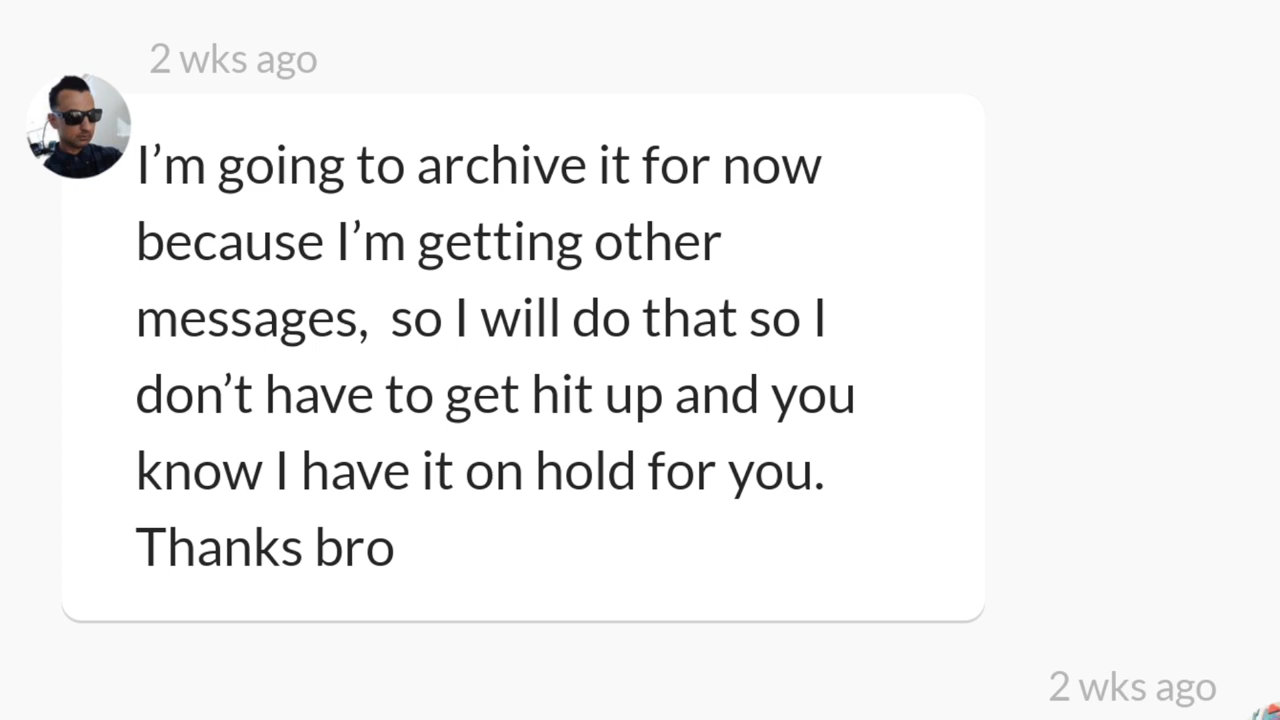 2 wks ago
I’m going to archive it for now
because I’m getting other
messages,  so I will do that so I
don’t have to get hit up and you
know I have it on hold for you.
Thanks bro
2 wks ago